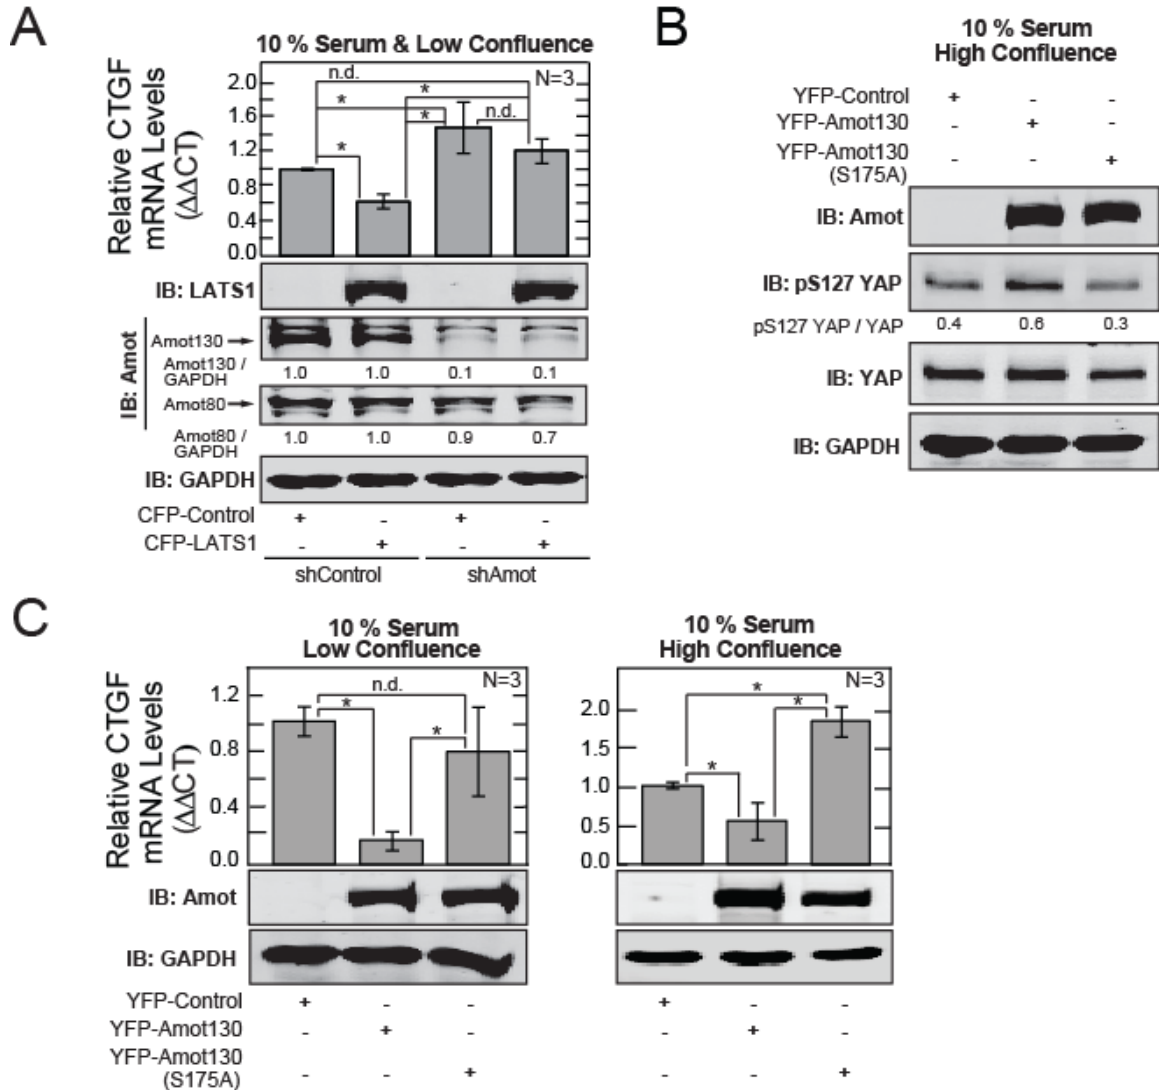 A
10 % Serum & Low Confluence
Relative CTGF
mRNA Levels
(ΔΔCT)
2.0
1.6
1.2
0.8
0.4
0.0
n.d.
N=3
*
*
*
n.d.
*
IB: LATS1
IB: Amot
Amot130
Amot130 /
GAPDH
1.0 1.0 0.1 0.1
Amot80
Amot80 /
GAPDH
1.0 1.0 0.9 0.7
IB: GAPDH
CFP-Control + - + -
CFP-LATS1 - + - +
shControl shAmot
B
10 % Serum
High Confluence
YFP-Control + - -
YFP-Amot130 - + -
YFP-Amot130
(S175A) - - +
IB: Amot
IB: pS127 YAP
pS127 YAP / YAP 0.4 0.6 0.3
IB: YAP
IB: GAPDH
C
10 % Serum
Low Confluence
Relative CTGF
mRNA Levels
(ΔΔCT)
1.2
0.8
0.4
0.0
N=3
n.d.
*
*
IB: Amot
IB: GAPDH
YFP-Control + - -
YFP-Amot130 - + -
YFP-Amot130
(S175A) - - +
10 % Serum
High Confluence
2.0
1.5
1.0
0.5
0.0
N=3
*
*
*
+ - -
- + -
- - +